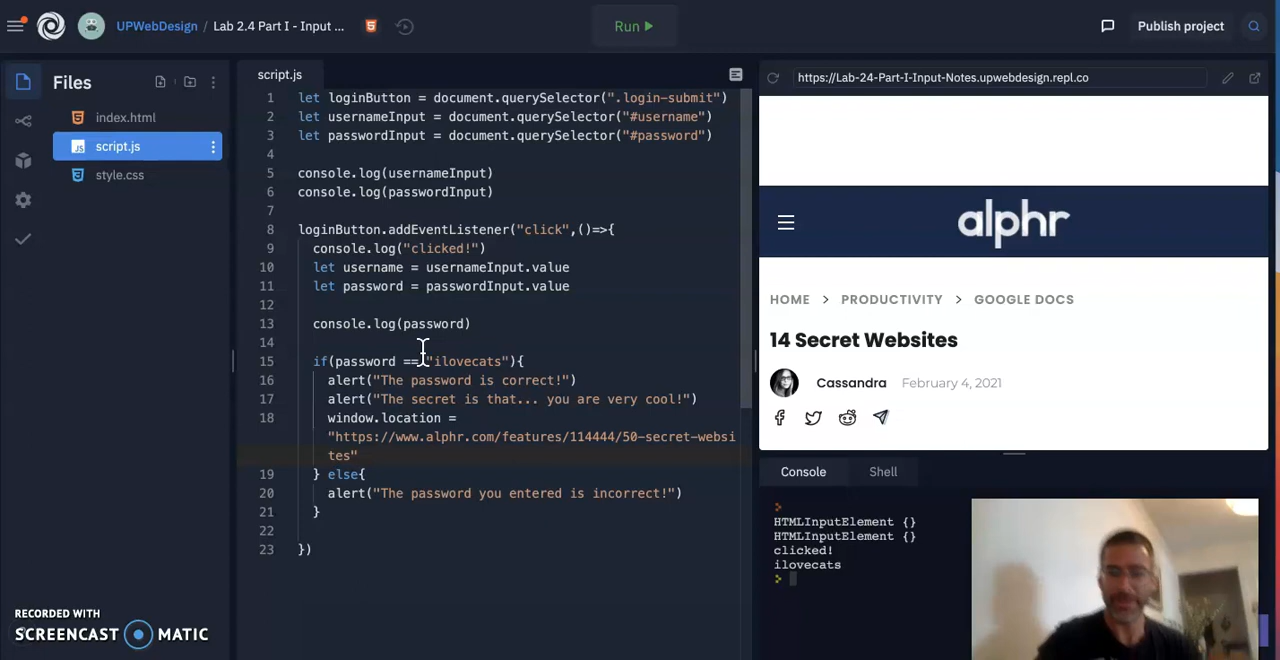 UPWebDesign / Lab 2.4 Part I - Input ...
Run
Publish project
Files
index.html
script.js
style.css
script.js
1 let loginButton = document.querySelector(".login-submit")
2 let usernameInput = document.querySelector("#username")
3 let passwordInput = document.querySelector("#password")
4
5 console.log(usernameInput)
6 console.log(passwordInput)
7
8 loginButton.addEventListener("click",()=>{
9 console.log("clicked!")
10 let username = usernameInput.value
11 let password = passwordInput.value
12
13 console.log(password)
14
15 if(password == "ilovecats"){
16 alert("The password is correct!")
17 alert("The secret is that... you are very cool!")
18 window.location =
"https://www.alphr.com/features/114444/50-secret-websi
tes"
19 } else{
20 alert("The password you entered is incorrect!")
21 }
22
23 })
https://Lab-24-Part-I-Input-Notes.upwebdesign.repl.co
alphr
HOME > PRODUCTIVITY > GOOGLE DOCS
14 Secret Websites
Cassandra February 4, 2021
Console Shell
HTMLInputElement {}
HTMLInputElement {}
clicked!
ilovecats
RECORDED WITH
SCREENCAST MATIC